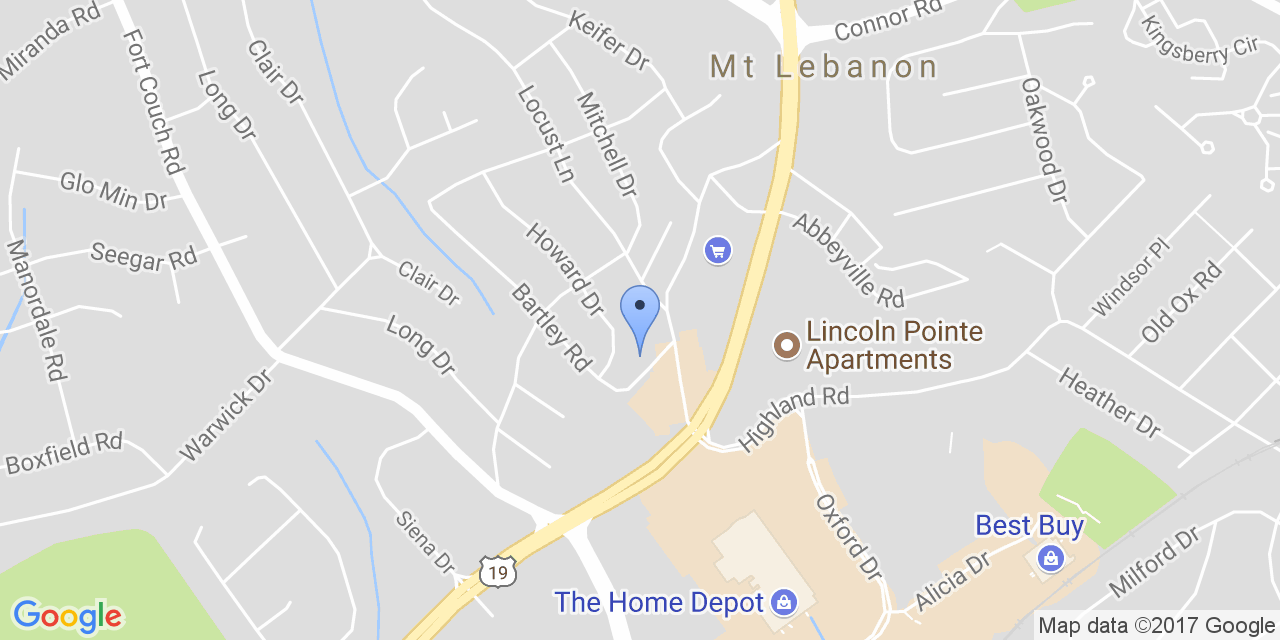 Miranda Rd
Fort Couch Rd
Clair Dr
Long Dr
Keifer Dr
Connor Rd
Kingsberry Cir
Mt Lebanon
Locust Ln
Mitchell Dr
Oakwood Dr
Glo Min Dr
Seegar Rd
Manordale Rd
Clair Dr
Howard Dr
Bartley Rd
Abbeyville Rd
Windsor Pl
Old Ox Rd
Long Dr
Lincoln Pointe
Apartments
Warwick Dr
Highland Rd
Heather Dr
Boxfield Rd
Siena Dr
Oxford Dr
Best Buy
Alicia Dr
Milford Dr
19
The Home Depot
Google
Map data ©2017 Google